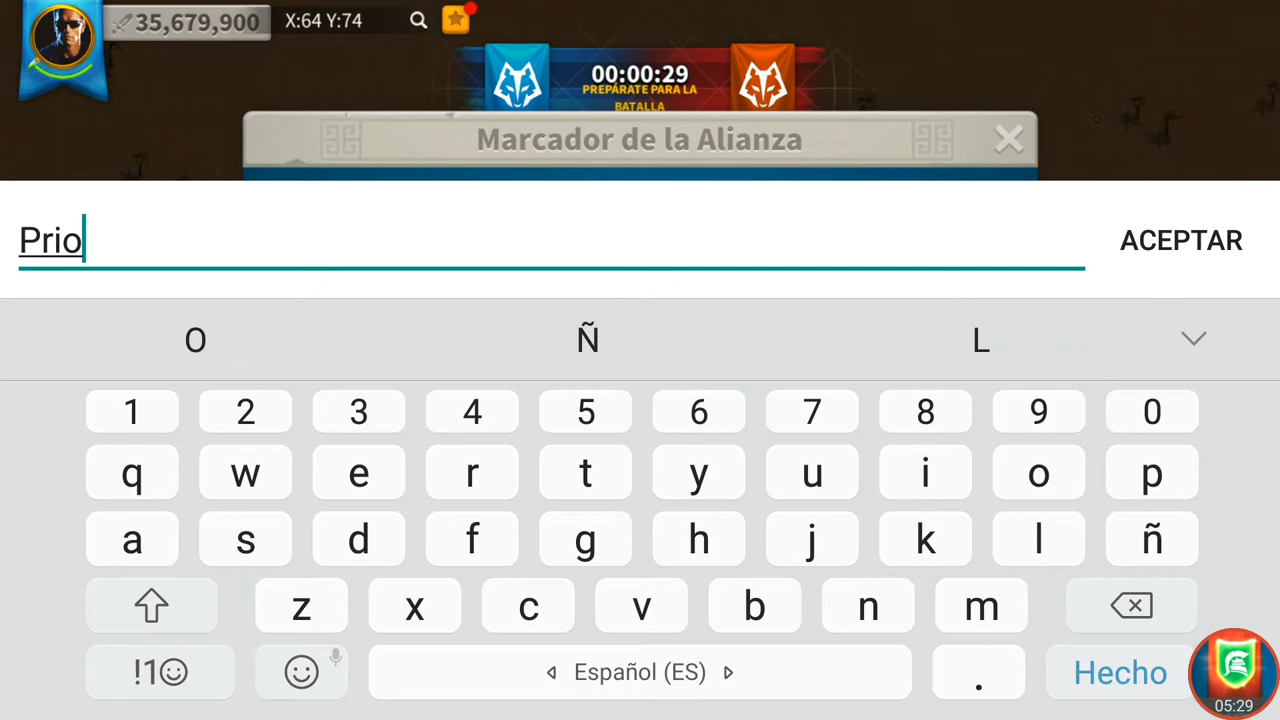 35,679,900 X:64 Y:74
00:00:29
PREPÁRATE PARA LA
BATALLA
Marcador de la Alianza
Prio
ACEPTAR
O Ñ L
1 2 3 4 5 6 7 8 9 0
q w e r t y u i o p
a s d f g h j k l ñ
z x c v b n m
!1☺ Español (ES) . Hecho
05:29